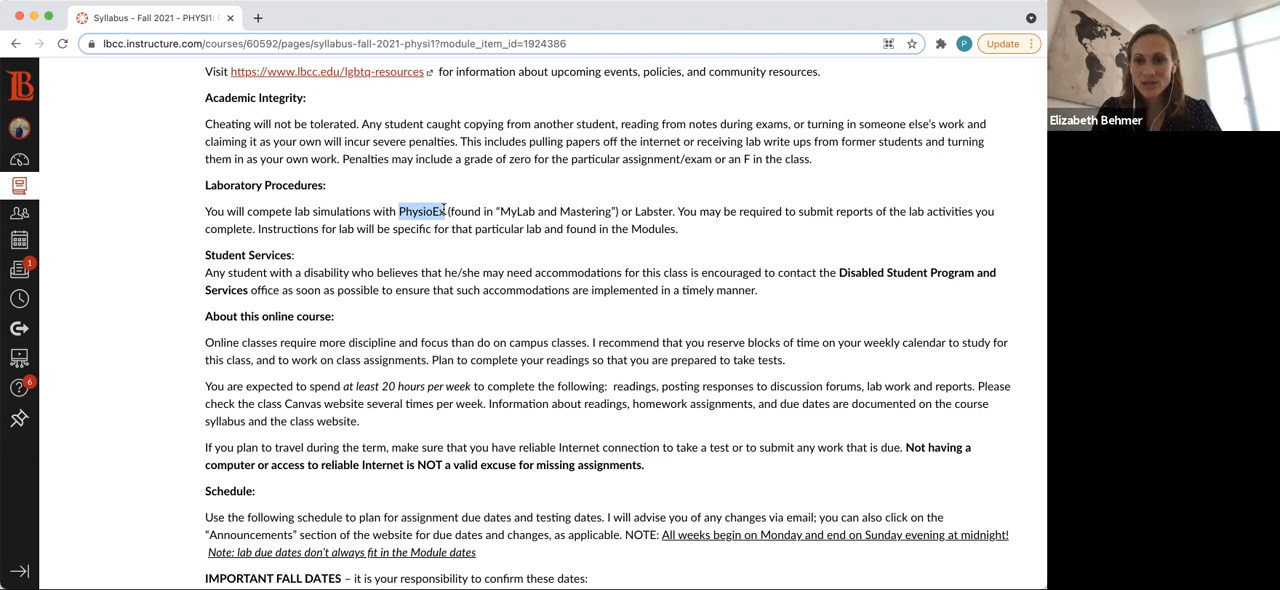 Syllabus - Fall 2021 - PHYSI1:
lbcc.instructure.com/courses/60592/pages/syllabus-fall-2021-physi1?module_item_id=1924386
P
Update
Elizabeth Behmer
Visit https://www.lbcc.edu/lgbtq-resources for information about upcoming events, policies, and community resources.
Academic Integrity:
Cheating will not be tolerated. Any student caught copying from another student, reading from notes during exams, or turning in someone else's work and
claiming it as your own will incur severe penalties. This includes pulling papers off the internet or receiving lab write ups from former students and turning
them in as your own work. Penalties may include a grade of zero for the particular assignment/exam or an F in the class.
Laboratory Procedures:
You will compete lab simulations with PhysioEx (found in “MyLab and Mastering”) or Labster. You may be required to submit reports of the lab activities you
complete. Instructions for lab will be specific for that particular lab and found in the Modules.
Student Services:
Any student with a disability who believes that he/she may need accommodations for this class is encouraged to contact the Disabled Student Program and
Services office as soon as possible to ensure that such accommodations are implemented in a timely manner.
About this online course:
Online classes require more discipline and focus than do on campus classes. I recommend that you reserve blocks of time on your weekly calendar to study for
this class, and to work on class assignments. Plan to complete your readings so that you are prepared to take tests.
You are expected to spend at least 20 hours per week to complete the following: readings, posting responses to discussion forums, lab work and reports. Please
check the class Canvas website several times per week. Information about readings, homework assignments, and due dates are documented on the course
syllabus and the class website.
If you plan to travel during the term, make sure that you have reliable Internet connection to take a test or to submit any work that is due. Not having a
computer or access to reliable Internet is NOT a valid excuse for missing assignments.
Schedule:
Use the following schedule to plan for assignment due dates and testing dates. I will advise you of any changes via email; you can also click on the
“Announcements” section of the website for due dates and changes, as applicable. NOTE: All weeks begin on Monday and end on Sunday evening at midnight!
Note: lab due dates don't always fit in the Module dates
IMPORTANT FALL DATES – it is your responsibility to confirm these dates:
LB
1
6